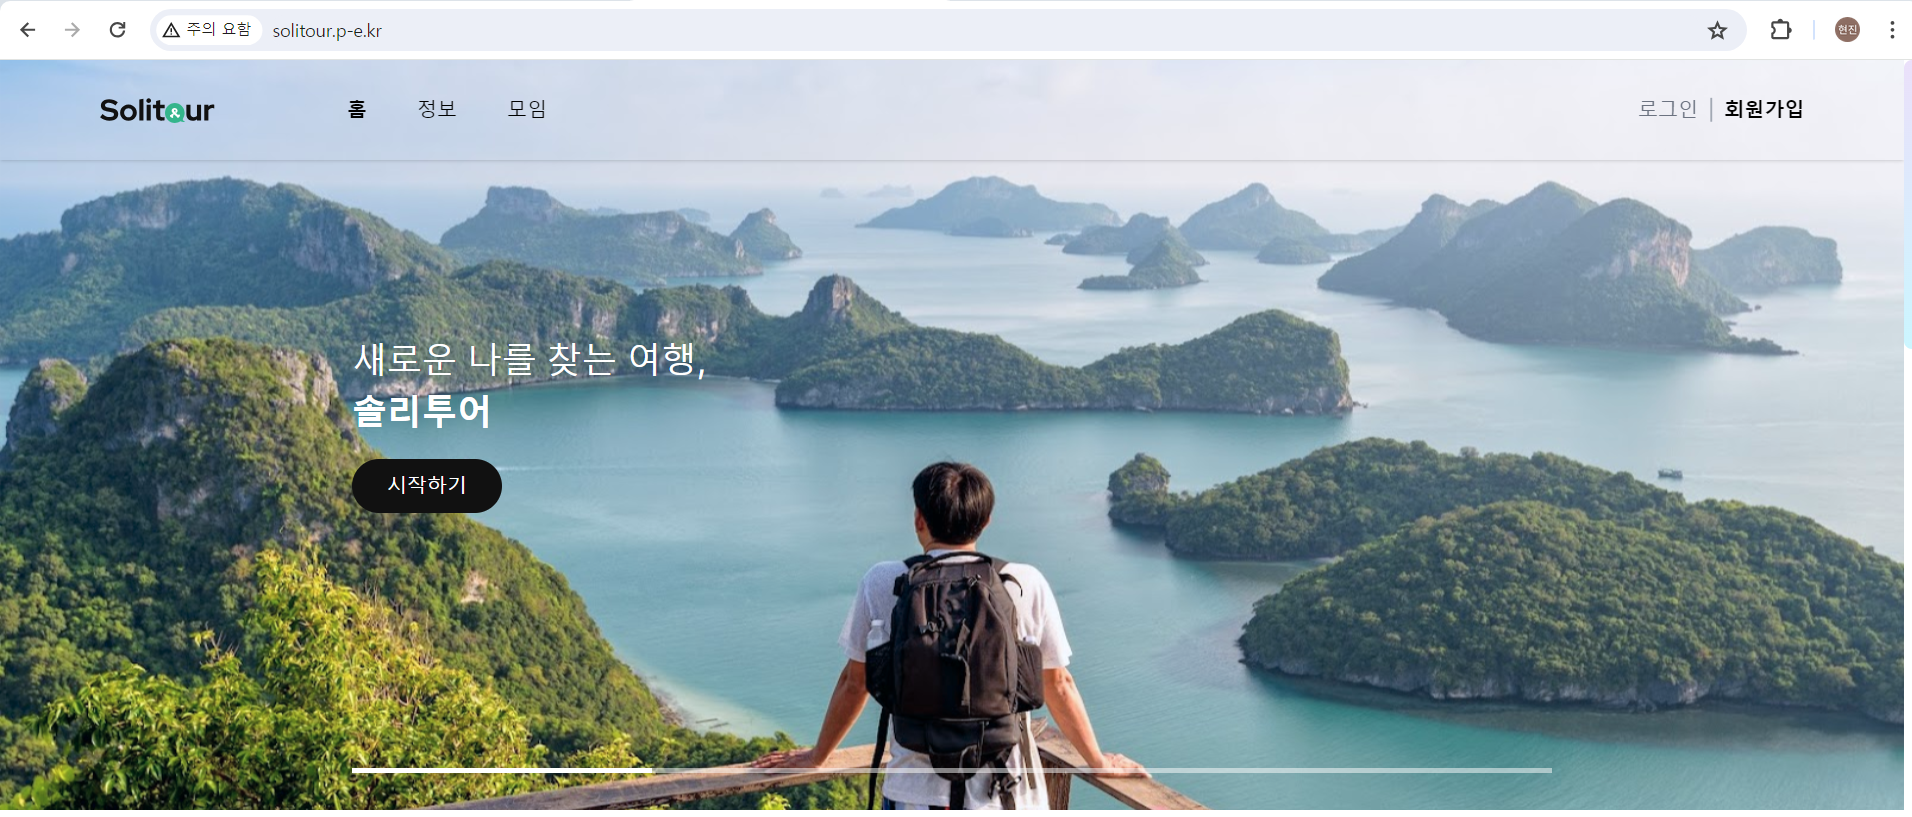 주의 요함 solitour.p-e.kr
현진
Solitour 홈 정보 모임 로그인 | 회원가입
새로운 나를 찾는 여행,
솔리투어
시작하기